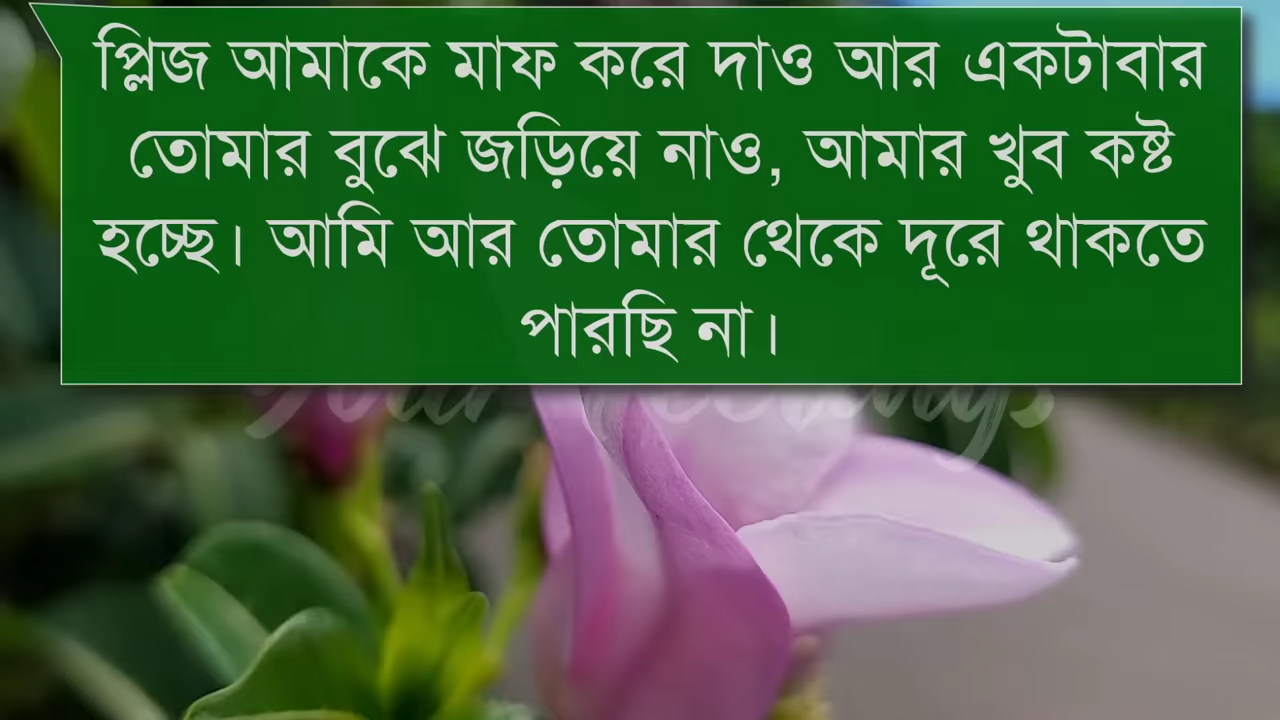 প্লিজ আমাকে মাফ করে দাও আর একটাবার
তোমার বুঝে জড়িয়ে নাও, আমার খুব কষ্ট
হচ্ছে। আমি আর তোমার থেকে দূরে থাকতে
পারছি না।